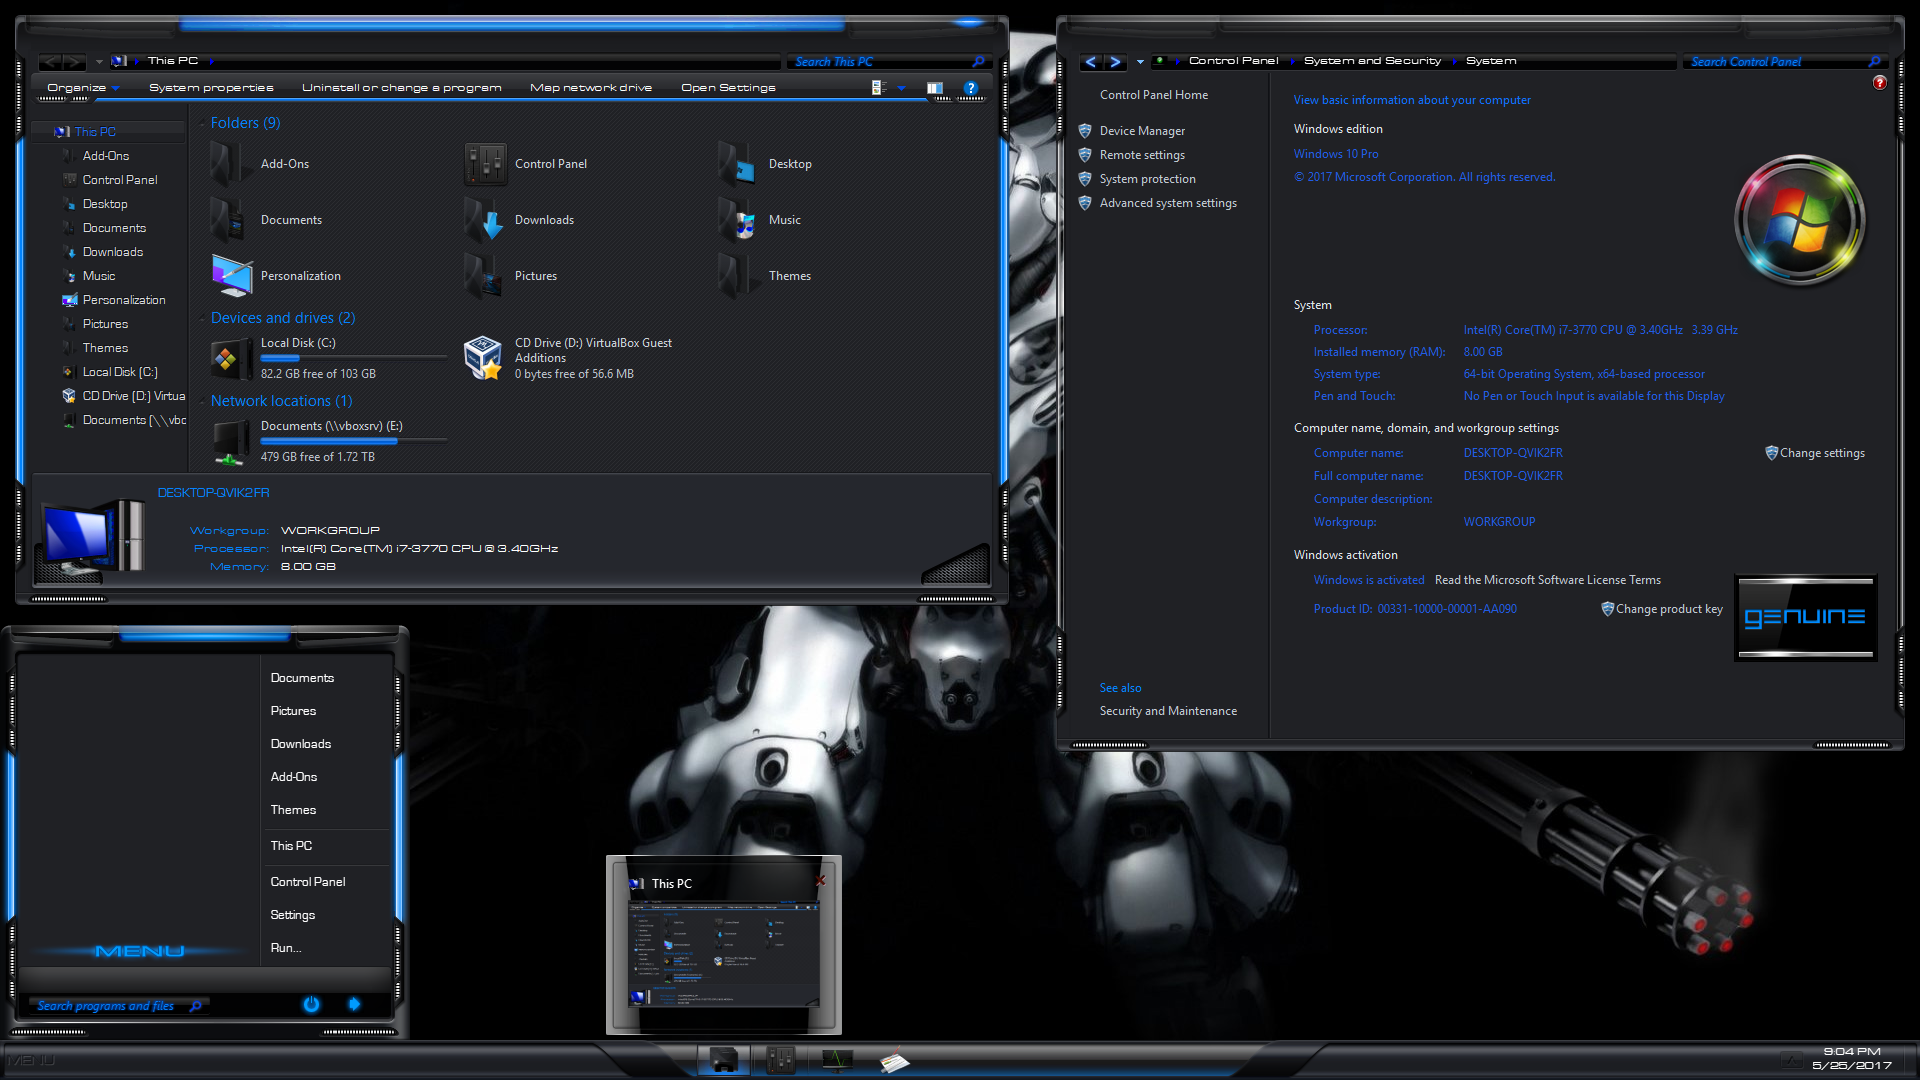 This PC
Search This PC
Organize
System properties
Uninstall or change a program
Map network drive
Open Settings
This PC
Add-Ons
Control Panel
Desktop
Documents
Downloads
Music
Personalization
Pictures
Themes
Local Disk (C:)
CD Drive (D:) Virtua
Documents (\\vbox
Folders (9)
Add-Ons
Control Panel
Desktop
Documents
Downloads
Music
Personalization
Pictures
Themes
Devices and drives (2)
Local Disk (C:)
82.2 GB free of 103 GB
CD Drive (D:) VirtualBox Guest
Additions
0 bytes free of 56.6 MB
Network locations (1)
Documents (\\vboxsrv) (E:)
479 GB free of 1.72 TB
DESKTOP-QVIK2FR
Workgroup: WORKGROUP
Processor: Intel(R) Core(TM) i7-3770 CPU @ 3.40GHz
Memory: 8.00 GB
Control Panel
System and Security
System
Search Control Panel
Control Panel Home
Device Manager
Remote settings
System protection
Advanced system settings
See also
Security and Maintenance
View basic information about your computer
Windows edition
Windows 10 Pro
© 2017 Microsoft Corporation. All rights reserved.
System
Processor: Intel(R) Core(TM) i7-3770 CPU @ 3.40GHz 3.39 GHz
Installed memory (RAM): 8.00 GB
System type: 64-bit Operating System, x64-based processor
Pen and Touch: No Pen or Touch Input is available for this Display
Computer name, domain, and workgroup settings
Computer name: DESKTOP-QVIK2FR
Change settings
Full computer name: DESKTOP-QVIK2FR
Computer description:
Workgroup: WORKGROUP
Windows activation
Windows is activated Read the Microsoft Software License Terms
Product ID: 00331-10000-00001-AA090
Change product key
genuine
Documents
Pictures
Downloads
Add-Ons
Themes
This PC
Control Panel
Settings
Run...
MENU
Search programs and files
This PC
MENU
9:04 PM
5/25/2017